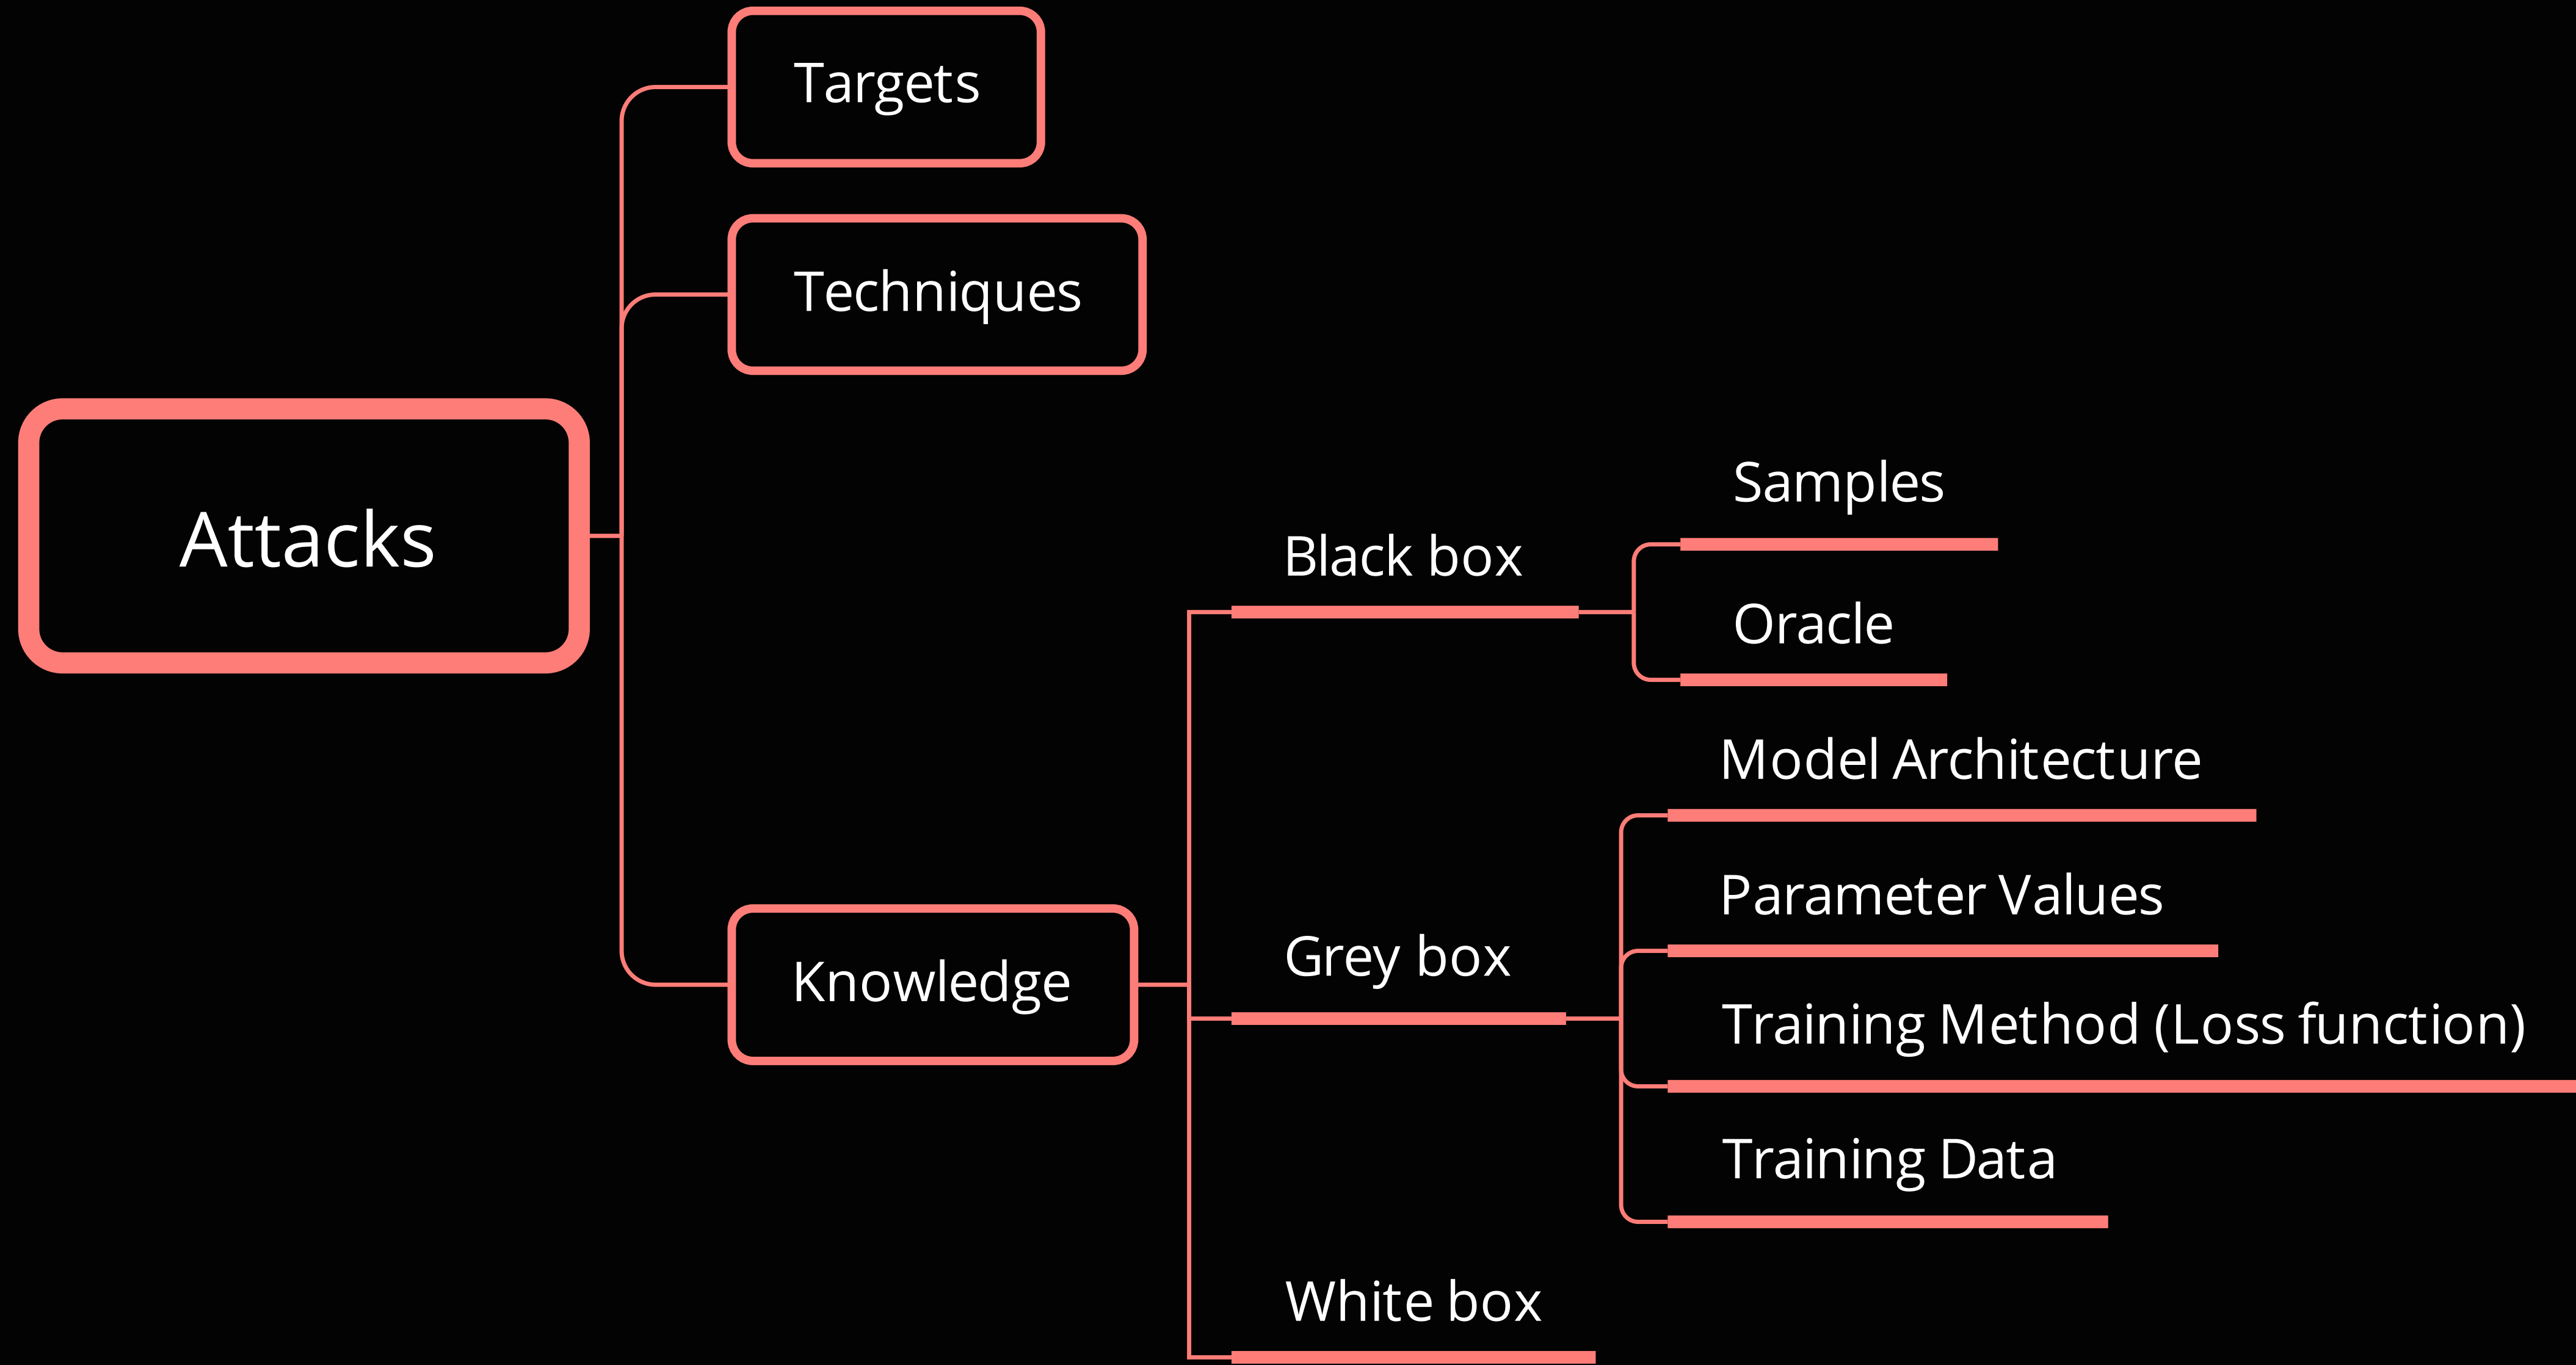 Targets
Techniques
Attacks
Samples
Black box
Oracle
Model Architecture
Parameter Values
Grey box
Knowledge
Training Method (Loss function)
Training Data
White box